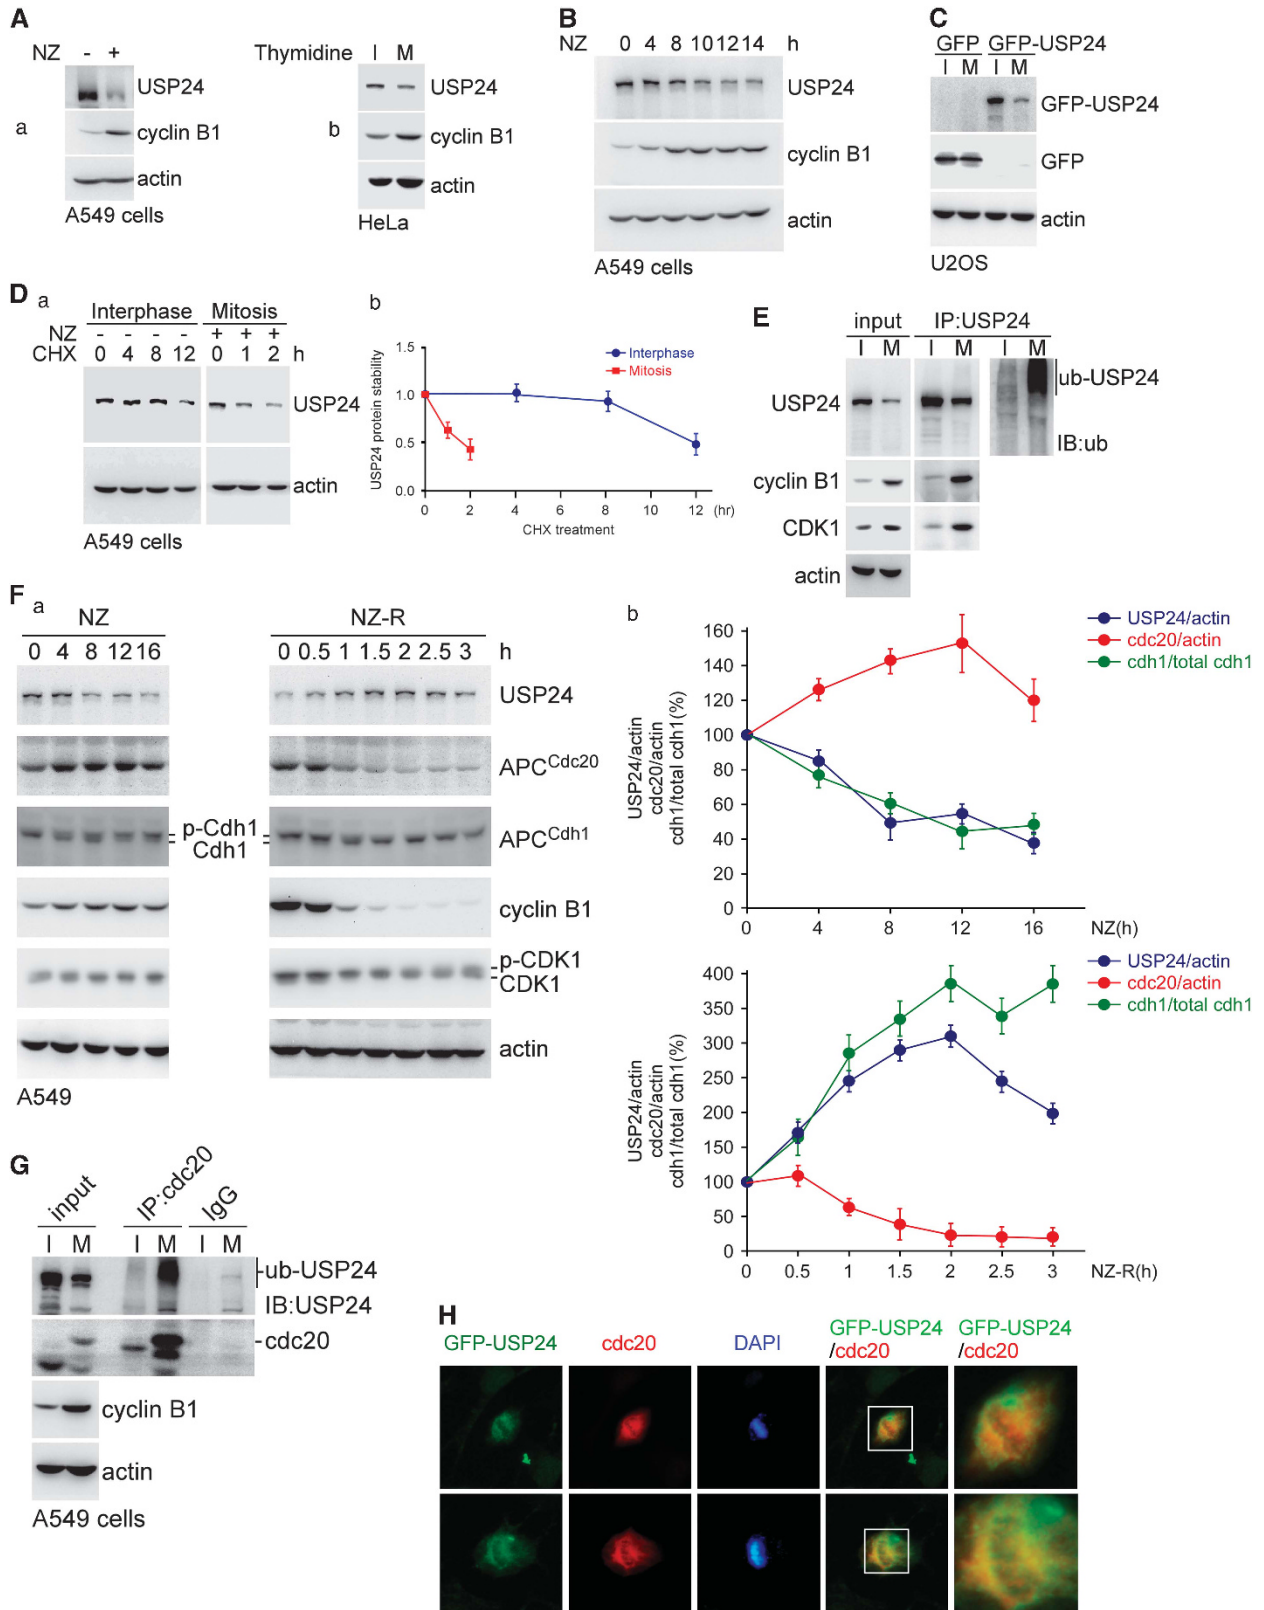 A
NZ - +
USP24
a
cyclin B1
actin
A549 cells
Thymidine I M
USP24
b
cyclin B1
actin
HeLa
B
NZ 0 4 8 10 12 14 h
USP24
cyclin B1
actin
A549 cells
C
GFP GFP-USP24
I M I M
GFP-USP24
GFP
actin
U2OS
D
a
Interphase Mitosis
NZ - - - - + + +
CHX 0 4 8 12 0 1 2 h
USP24
actin
A549 cells
b
1.5
1.0
0.5
0.0
USP24 protein stability
Interphase
Mitosis
0 2 4 6 8 10 12 (hr)
CHX treatment
E
input IP:USP24
I M I M I M
USP24
ub-USP24
IB:ub
cyclin B1
CDK1
actin
F
a
NZ NZ-R
0 4 8 12 16 0 0.5 1 1.5 2 2.5 3 h
USP24
APCCdc20
p-Cdh1
Cdh1
APCCdh1
cyclin B1
p-CDK1
CDK1
actin
A549
b
USP24/actin
cdc20/actin
cdh1/total cdh1(%)
160
140
120
100
80
60
40
20
0
0 4 8 12 16 NZ(h)
USP24/actin
cdc20/actin
cdh1/total cdh1
USP24/actin
cdc20/actin
cdh1/total cdh1(%)
400
350
300
250
200
150
100
50
0
0 0.5 1 1.5 2 2.5 3 NZ-R(h)
USP24/actin
cdc20/actin
cdh1/total cdh1
G
input IP:cdc20 IgG
I M I M I M
ub-USP24
IB:USP24
cdc20
cyclin B1
actin
A549 cells
H
GFP-USP24 cdc20 DAPI GFP-USP24 /cdc20 GFP-USP24 /cdc20